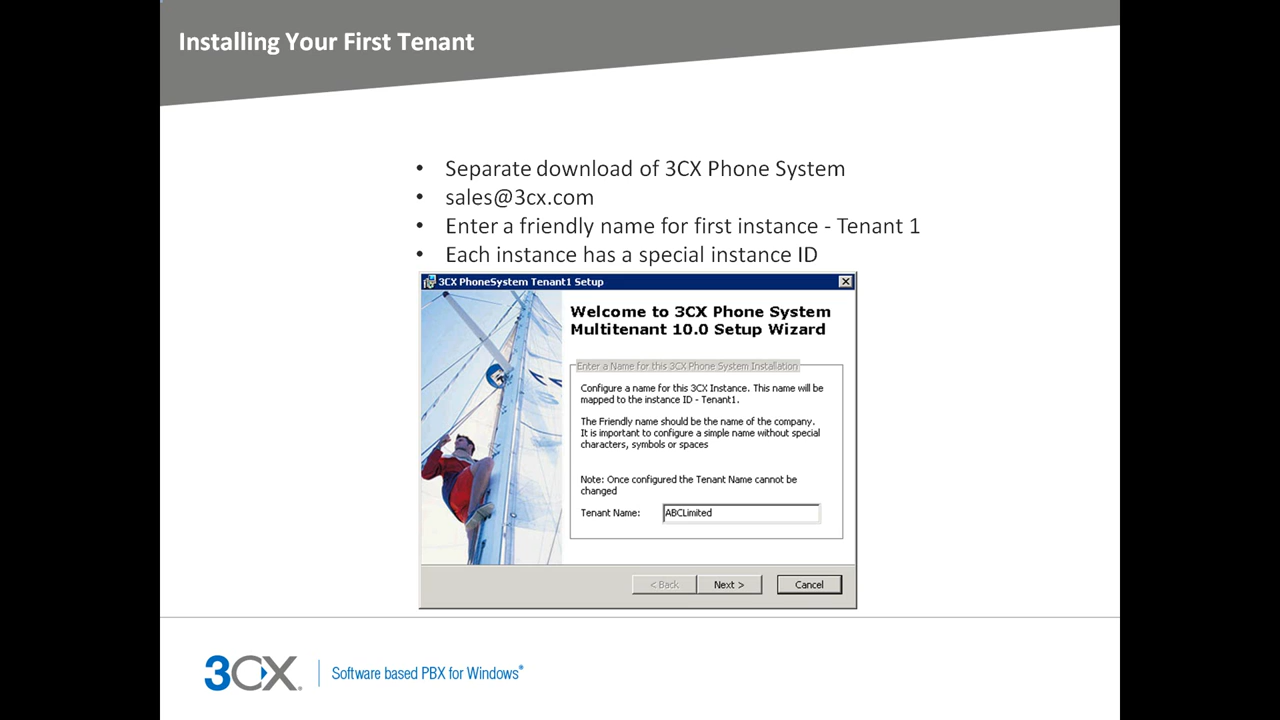 Installing Your First Tenant
• Separate download of 3CX Phone System
• sales@3cx.com
• Enter a friendly name for first instance - Tenant 1
• Each instance has a special instance ID
3CX PhoneSystem Tenant1 Setup
Welcome to 3CX Phone System
Multitenant 10.0 Setup Wizard
Enter a Name for this 3CX Phone System Installation
Configure a name for this 3CX Instance. This name will be
mapped to the instance ID - Tenant1.
The Friendly name should be the name of the company.
It is important to configure a simple name without special
characters, symbols or spaces
Note: Once configured the Tenant Name cannot be
changed
Tenant Name: ABCLimited
< Back Next > Cancel
3CX® Software based PBX for Windows®